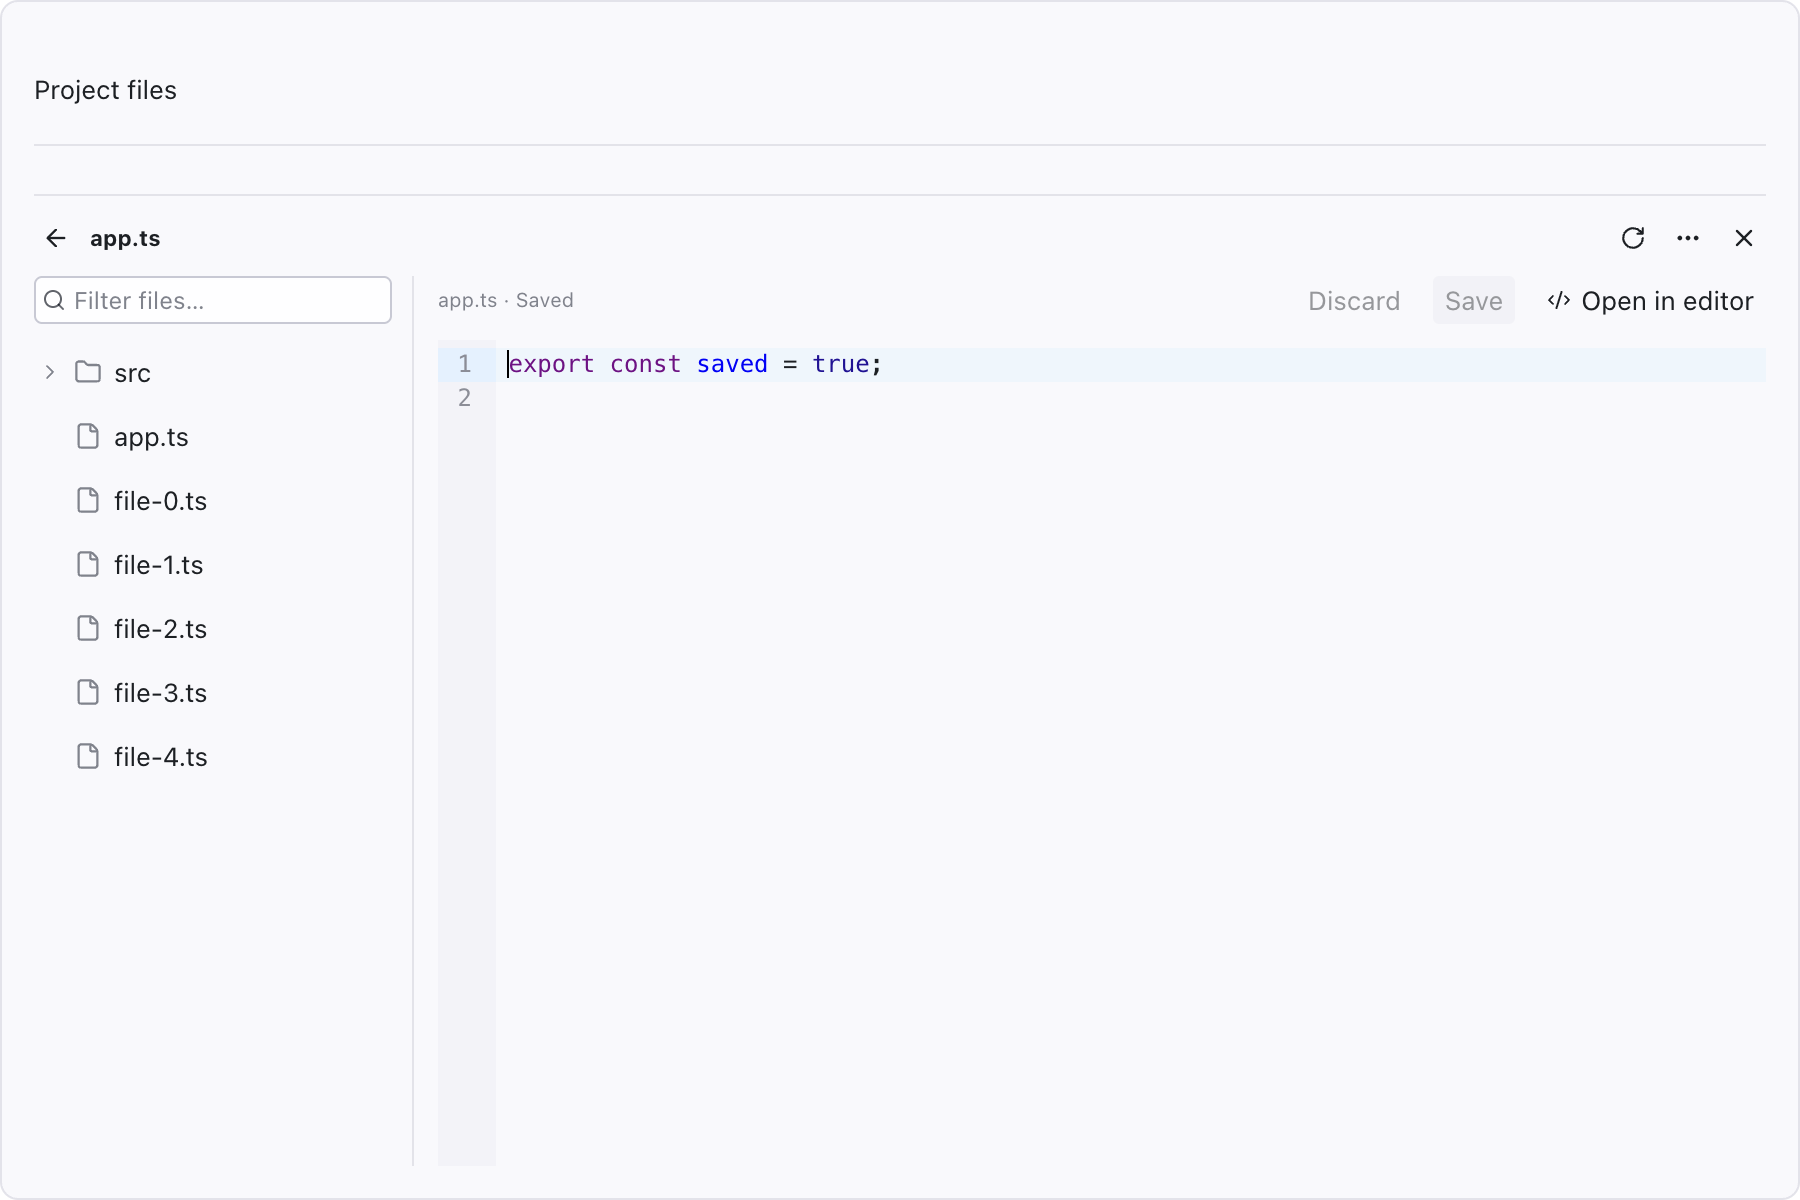 Project files
app.ts
Filter files...
app.ts · Saved
Discard
Save
</> Open in editor
src
app.ts
file-0.ts
file-1.ts
file-2.ts
file-3.ts
file-4.ts
1 export const saved = true;
2